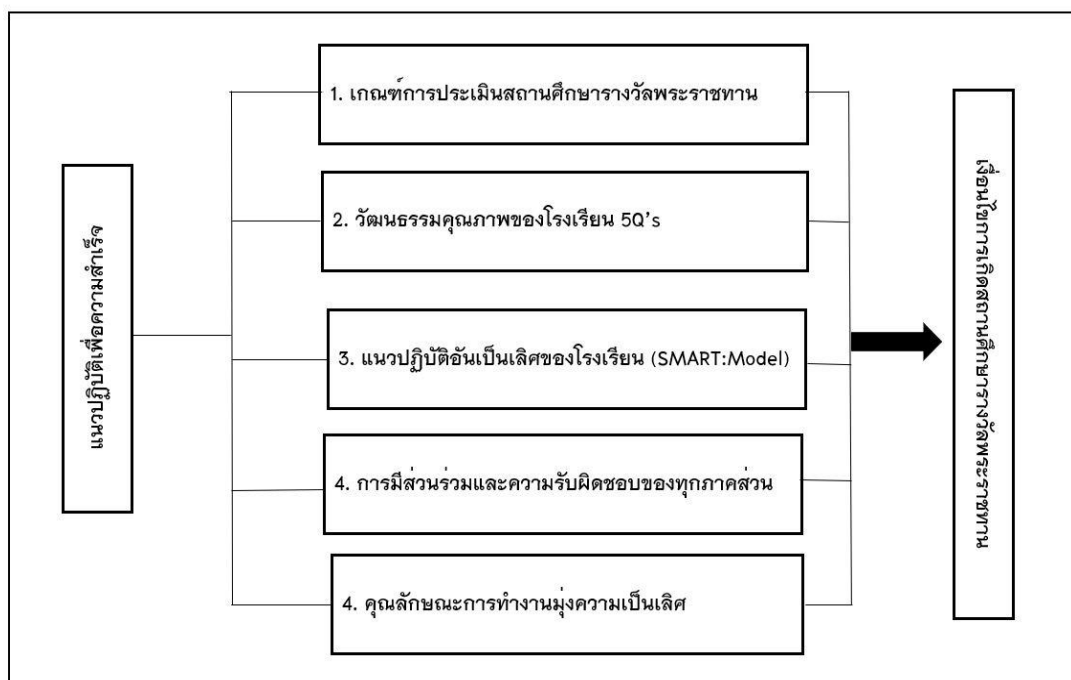 แนวปฏิบัติเพื่อความสำเร็จ
1. เกณฑ์การประเมินสถานศึกษารางวัลพระราชทาน
2. วัฒนธรรมคุณภาพของโรงเรียน 5Q's
3. แนวปฏิบัติอันเป็นเลิศของโรงเรียน (SMART:Model)
4. การมีส่วนร่วมและความรับผิดชอบของทุกภาคส่วน
4. คุณลักษณะการทำงานมุ่งความเป็นเลิศ
เงื่อนไขการเกิดสถานศึกษารางวัลพระราชทาน